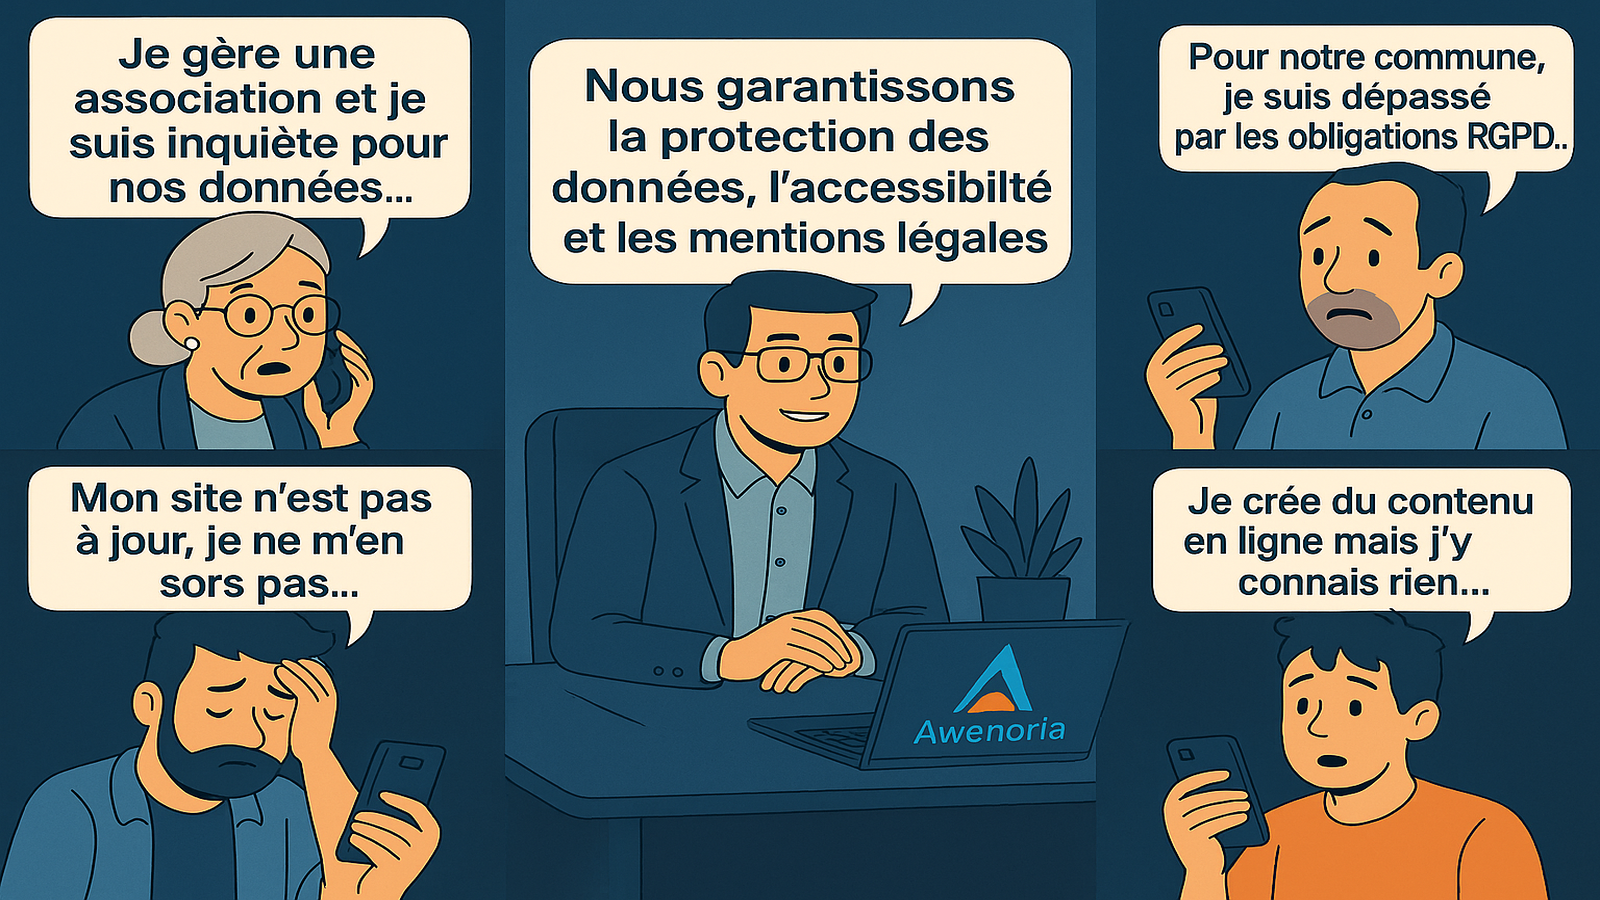 Je gère une
association et je
suis inquiète pour
nos données...
Nous garantissons
la protection des
données, l'accessibilté
et les mentions légales
Pour notre commune,
je suis dépassé
par les obligations RGPD..
Mon site n'est pas
à jour, je ne m'en
sors pas...
Je crée du contenu
en ligne mais j'y
connais rien...
Awenoria